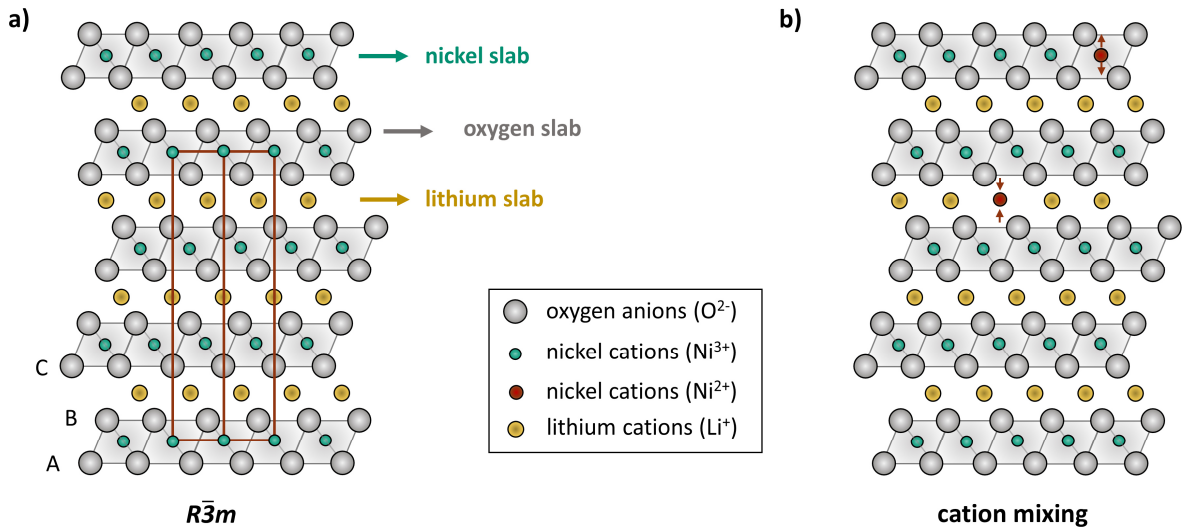 a)
b)
nickel slab
oxygen slab
lithium slab
oxygen anions (O²⁻)
nickel cations (Ni³⁺)
nickel cations (Ni²⁺)
lithium cations (Li⁺)
C
B
A
R3̅m
cation mixing